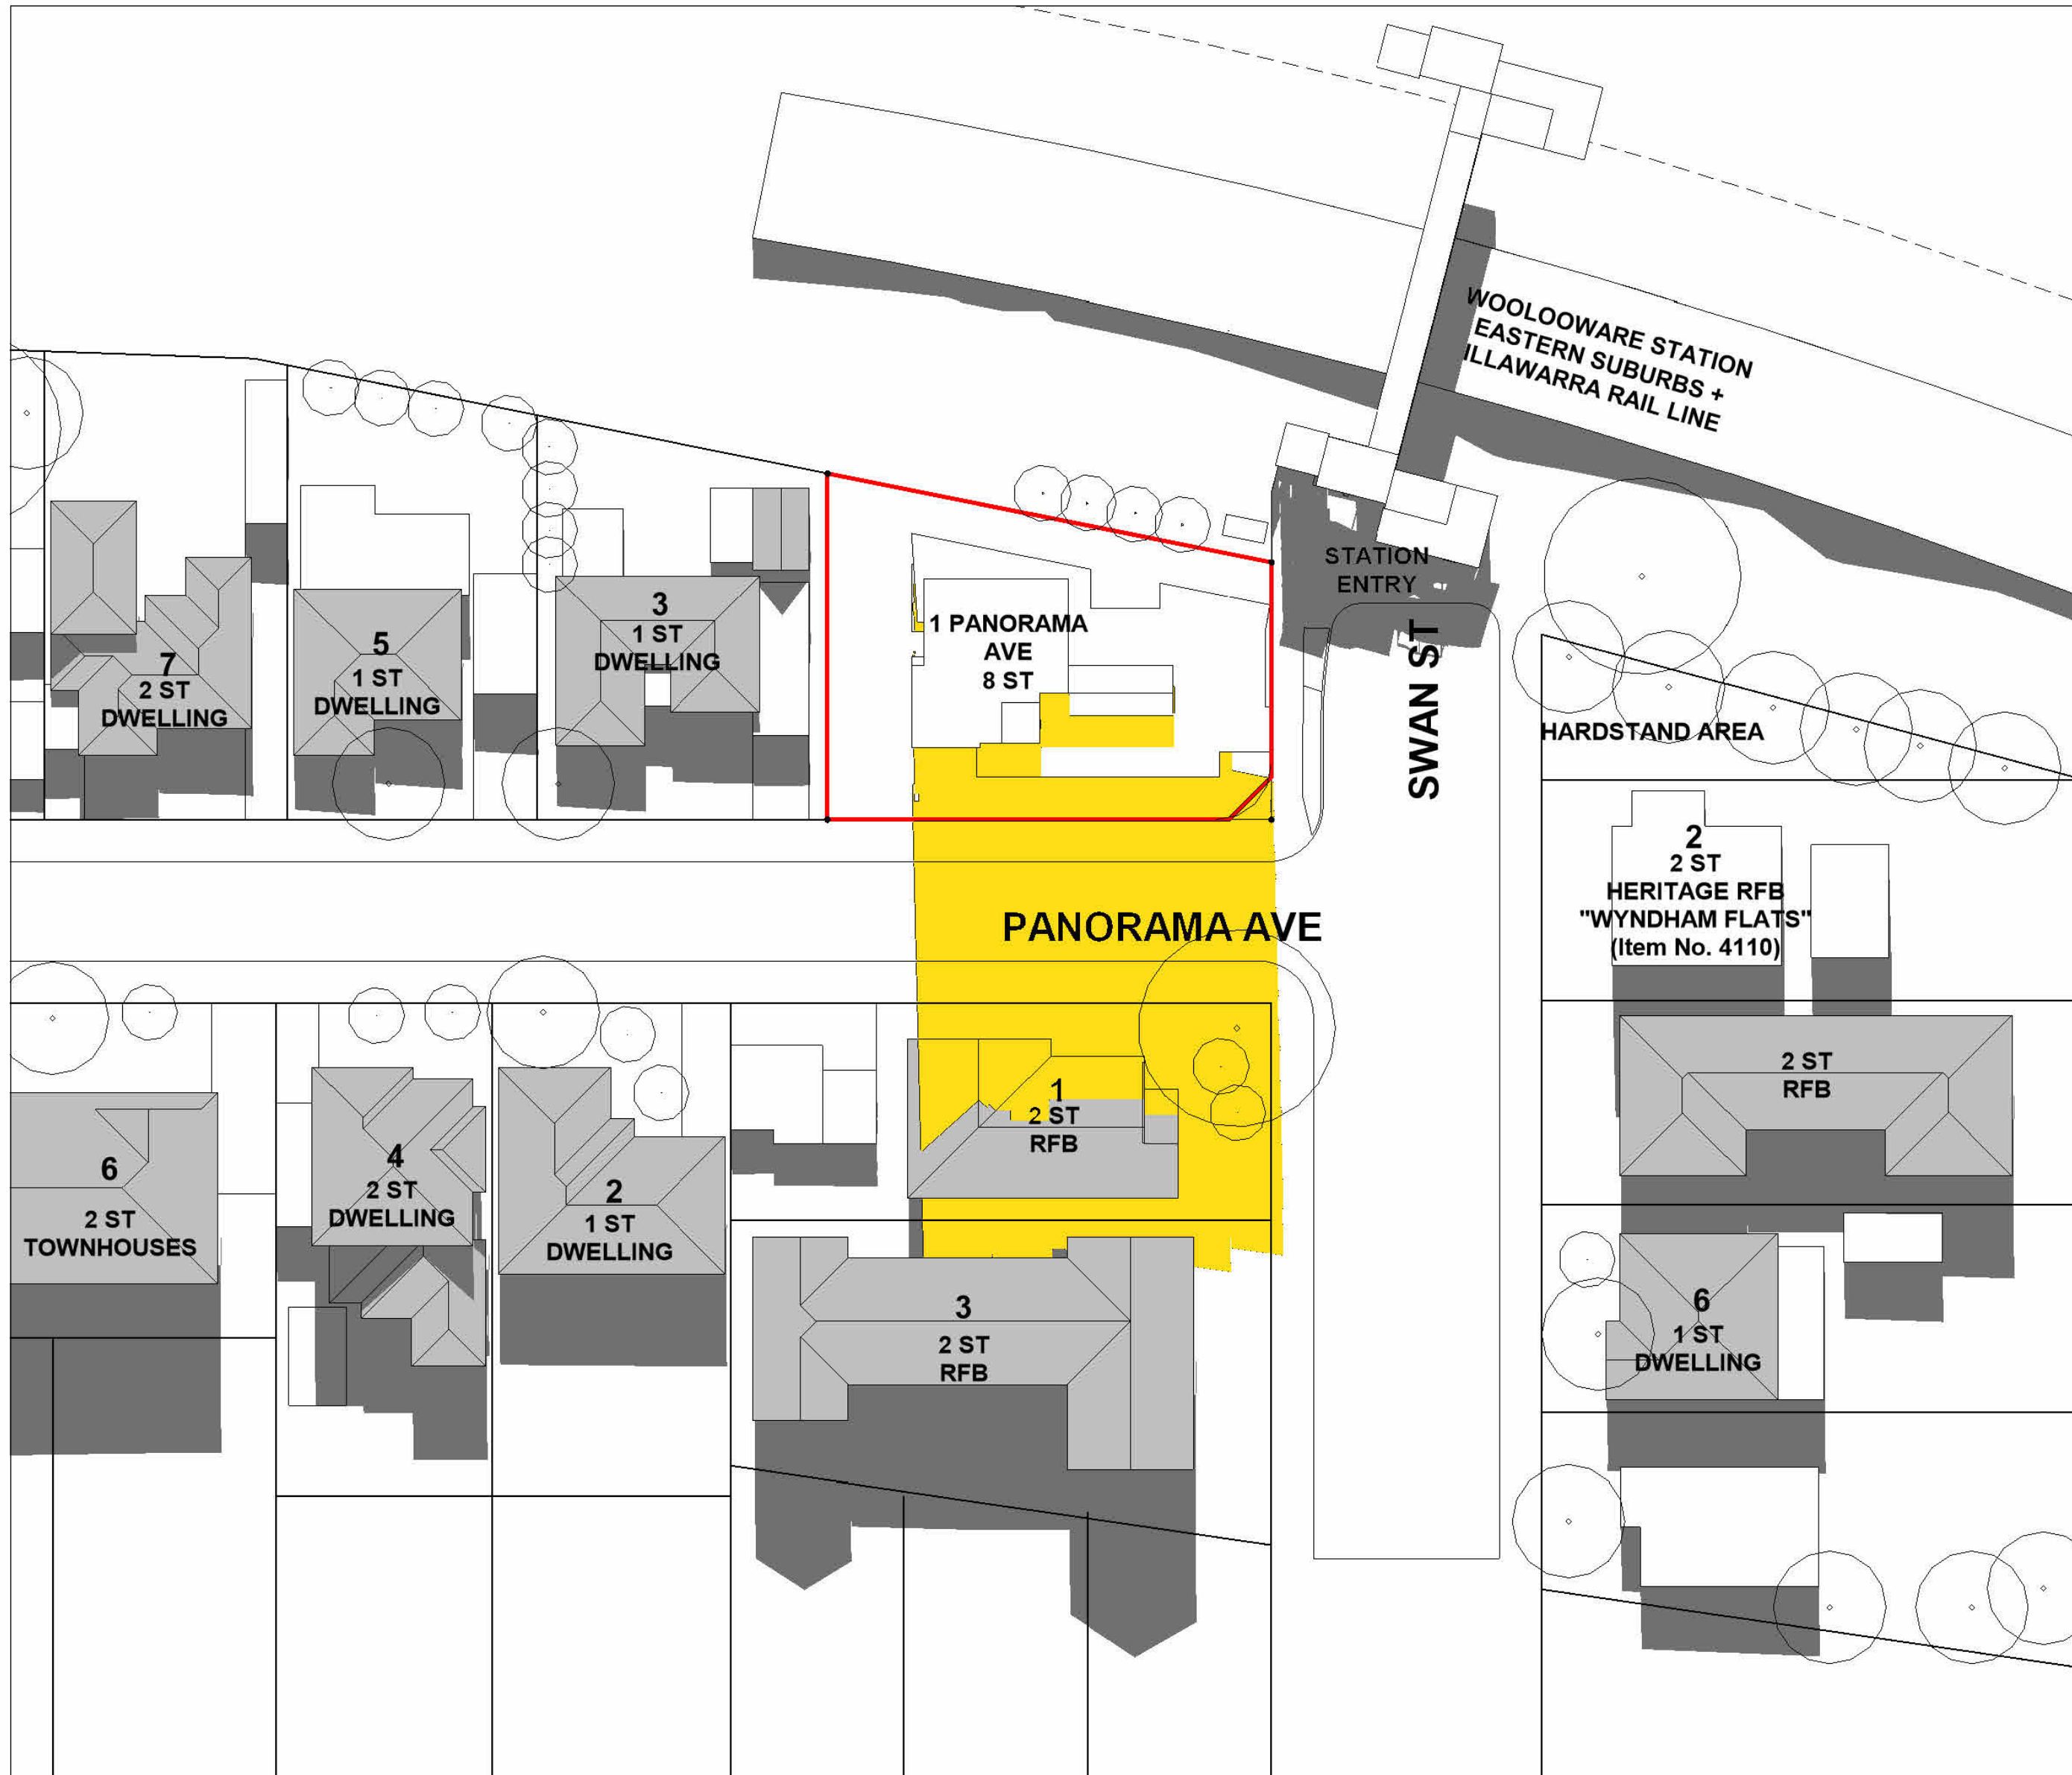 WOOLOOWARE STATION
EASTERN SUBURBS +
ILLAWARRA RAIL LINE
STATION
ENTRY
SWAN ST
1 PANORAMA
AVE
8 ST
3
1 ST
DWELLING
5
1 ST
DWELLING
7
2 ST
DWELLING
HARDSTAND AREA
2
2 ST
HERITAGE RFB
"WYNDHAM FLATS"
(Item No. 4110)
PANORAMA AVE
6
2 ST
TOWNHOUSES
4
2 ST
DWELLING
2
1 ST
DWELLING
1
2 ST
RFB
2 ST
RFB
3
2 ST
RFB
6
1 ST
DWELLING